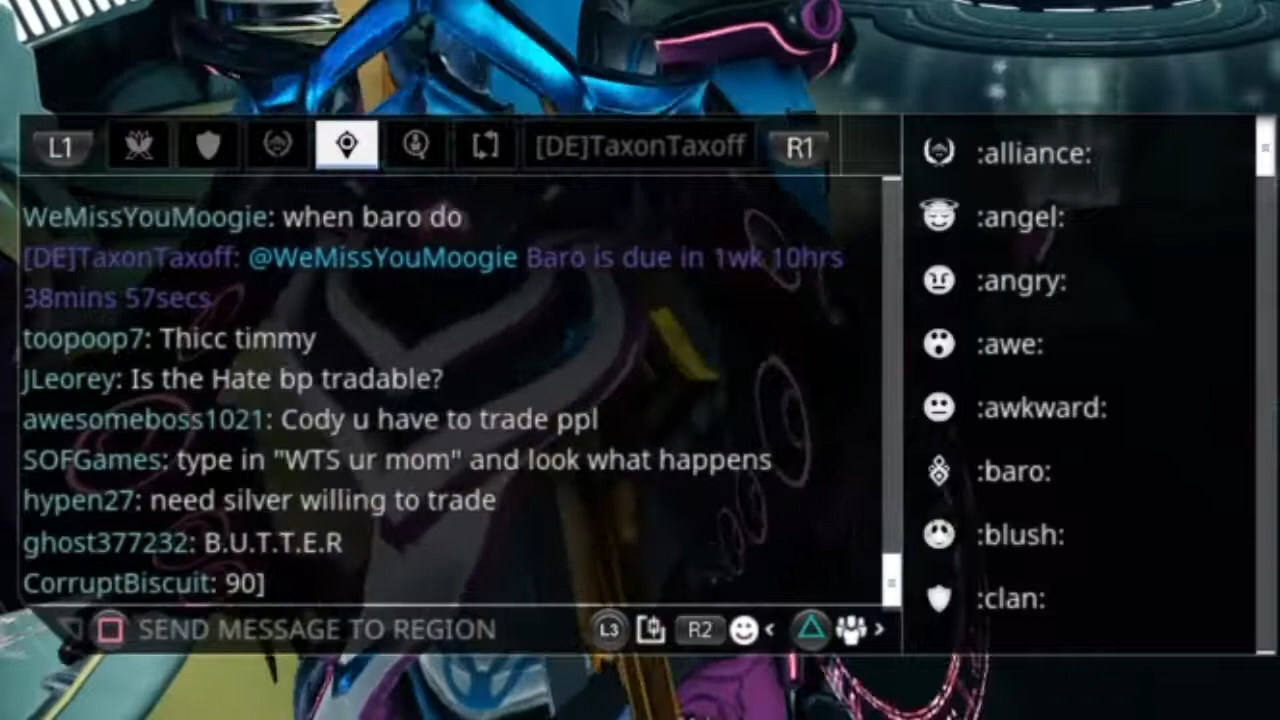 L1 [DE]TaxonTaxoff R1
WeMissYouMoogie: when baro do
[DE]TaxonTaxoff: @WeMissYouMoogie Baro is due in 1wk 10hrs
38mins 57secs
toopoop7: Thicc timmy
JLeorey: Is the Hate bp tradable?
awesomeboss1021: Cody u have to trade ppl
SOFGames: type in "WTS ur mom" and look what happens
hypen27: need silver willing to trade
ghost377232: B.U.T.T.E.R
CorruptBiscuit: 90]
SEND MESSAGE TO REGION L3 R2
:alliance:
:angel:
:angry:
:awe:
:awkward:
:baro:
:blush:
:clan: